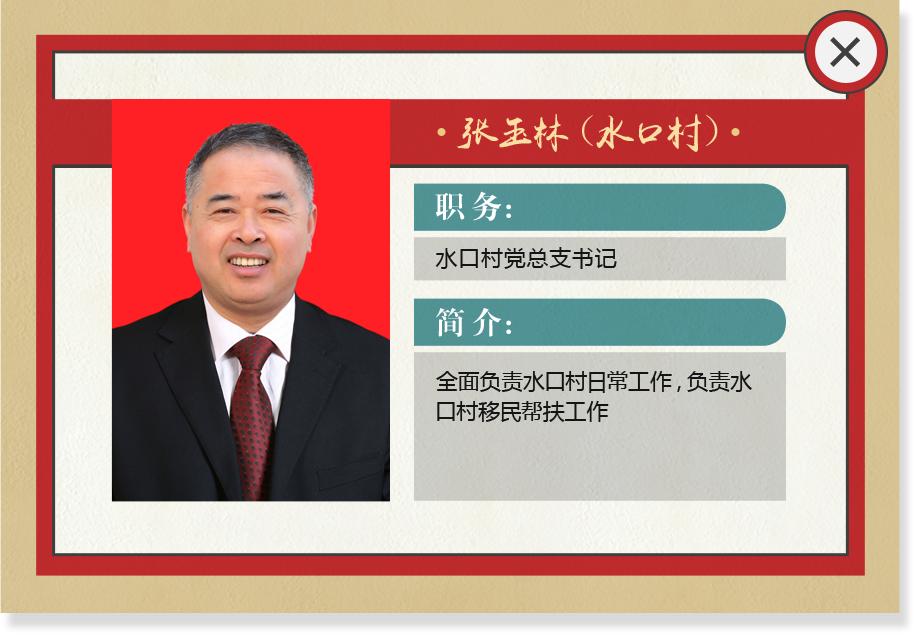 ·张玉林（水口村）·
职务：
水口村党总支书记
简介：
全面负责水口村日常工作，负责水
口村移民帮扶工作